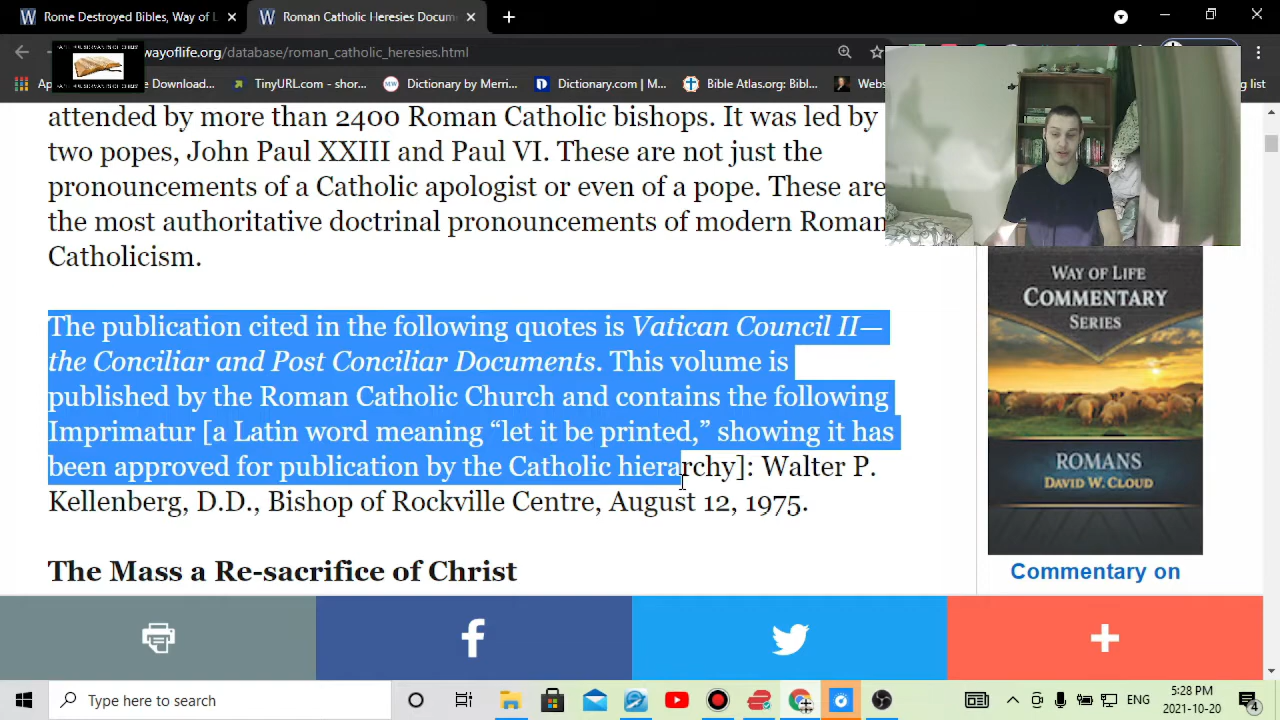 Rome Destroyed Bibles, Way of L
Roman Catholic Heresies Docum
wayoflife.org/database/roman_catholic_heresies.html
Ap
e Download...
TinyURL.com - shor...
Dictionary by Merri...
Dictionary.com | M...
Bible Atlas.org: Bibl...
Webs
g list
attended by more than 2400 Roman Catholic bishops. It was led by
two popes, John Paul XXIII and Paul VI. These are not just the
pronouncements of a Catholic apologist or even of a pope. These are
the most authoritative doctrinal pronouncements of modern Roman
Catholicism.
The publication cited in the following quotes is Vatican Council II—
the Conciliar and Post Conciliar Documents. This volume is
published by the Roman Catholic Church and contains the following
Imprimatur [a Latin word meaning “let it be printed,” showing it has
been approved for publication by the Catholic hierarchy]: Walter P.
Kellenberg, D.D., Bishop of Rockville Centre, August 12, 1975.
The Mass a Re-sacrifice of Christ
WAY OF LIFE
COMMENTARY
SERIES
ROMANS
DAVID W. CLOUD
Commentary on
Type here to search
ENG
5:28 PM
2021-10-20
4